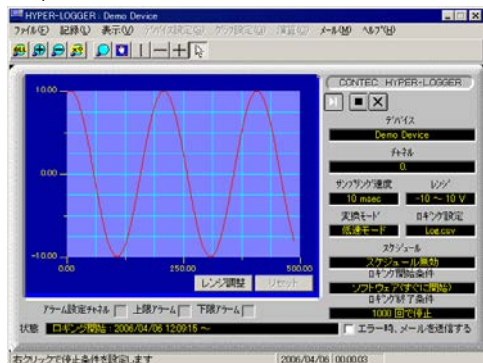 HYPER-LOGGER : Demo Device
ファイル(F) 記録(L) 表示(V) デバイス設定(G) グラフ設定(U) 演算(C) メール(M) ヘルプ(H)
CONTEC HYPER-LOGGER
デバイス
Demo Device
チャネル
0.
サンプリング速度 レンジ
10 msec -10 ~ 10 V
変換モード ロギング設定
低速モード Log.csv
スケジュール
スケジュール無効
ロギング開始条件
ソフトウェア(すぐに開始)
ロギング終了条件
1000 回で停止
10.00
0.00
-10.00
0.00 250.00 500.00
レンジ調整 リセット
アラーム設定チャネル 上限アラーム 下限アラーム
状態 ロギング開始 : 2006/04/06 12:09:15 ~ エラー時、メールを送信する
右クリックで停止条件を設定します 2006/04/06 00:00:03